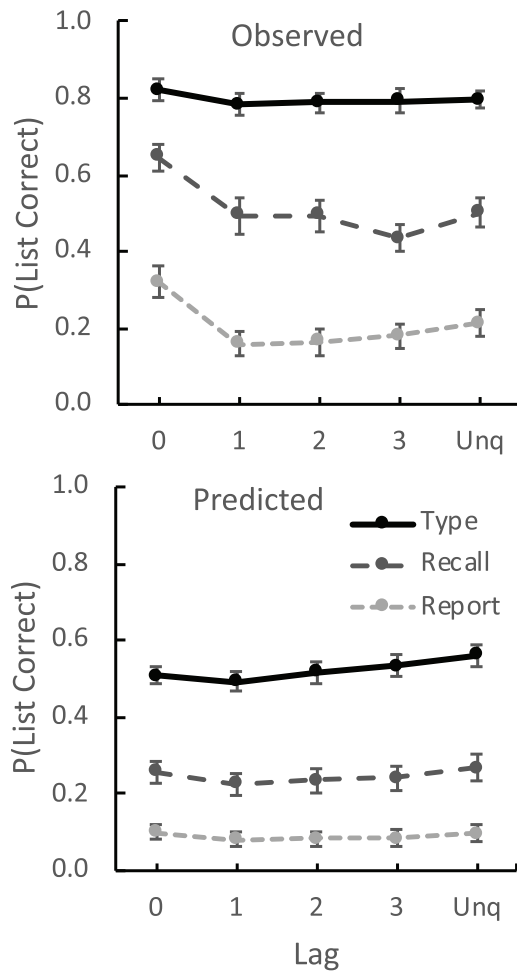 Observed
P(List Correct)
1.0
0.8
0.6
0.4
0.2
0.0
0 1 2 3 Unq
Predicted
P(List Correct)
1.0
0.8
0.6
0.4
0.2
0.0
Type
Recall
Report
0 1 2 3 Unq
Lag